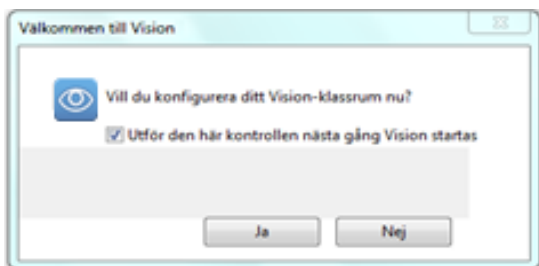 Välkommen till Vision
Vill du konfigurera ditt Vision-klassrum nu?
Utför den här kontrollen nästa gång Vision startas
Ja
Nej